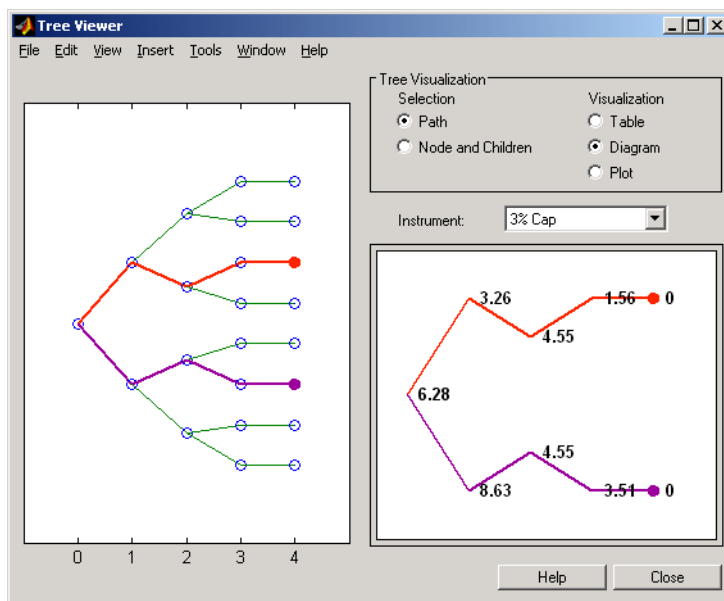 Tree Viewer
File Edit View Insert Tools Window Help
Tree Visualization
Selection
Visualization
Path
Table
Node and Children
Diagram
Plot
Instrument: 3% Cap
3.26
1.56
0
4.55
6.28
4.55
8.63
3.51
0
0 1 2 3 4
Help
Close